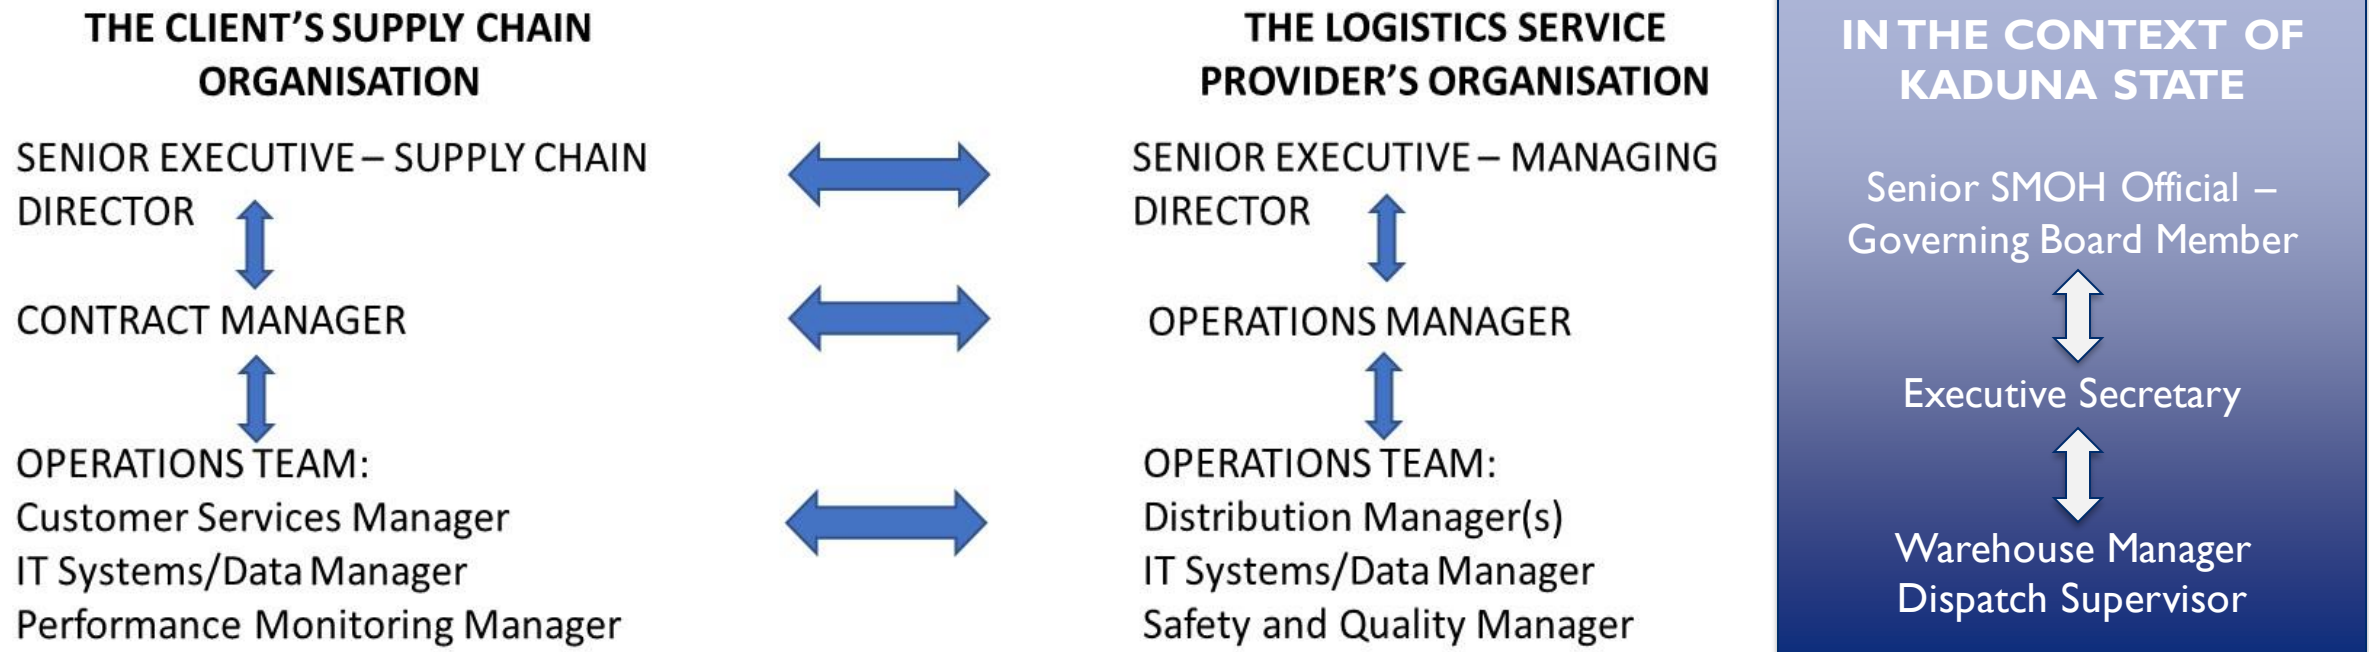 THE CLIENT’S SUPPLY CHAIN
ORGANISATION
SENIOR EXECUTIVE – SUPPLY CHAIN
DIRECTOR
CONTRACT MANAGER
OPERATIONS TEAM:
Customer Services Manager
IT Systems/Data Manager
Performance Monitoring Manager
THE LOGISTICS SERVICE
PROVIDER’S ORGANISATION
SENIOR EXECUTIVE – MANAGING
DIRECTOR
OPERATIONS MANAGER
OPERATIONS TEAM:
Distribution Manager(s)
IT Systems/Data Manager
Safety and Quality Manager
IN THE CONTEXT OF
KADUNA STATE
Senior SMOH Official –
Governing Board Member
Executive Secretary
Warehouse Manager
Dispatch Supervisor